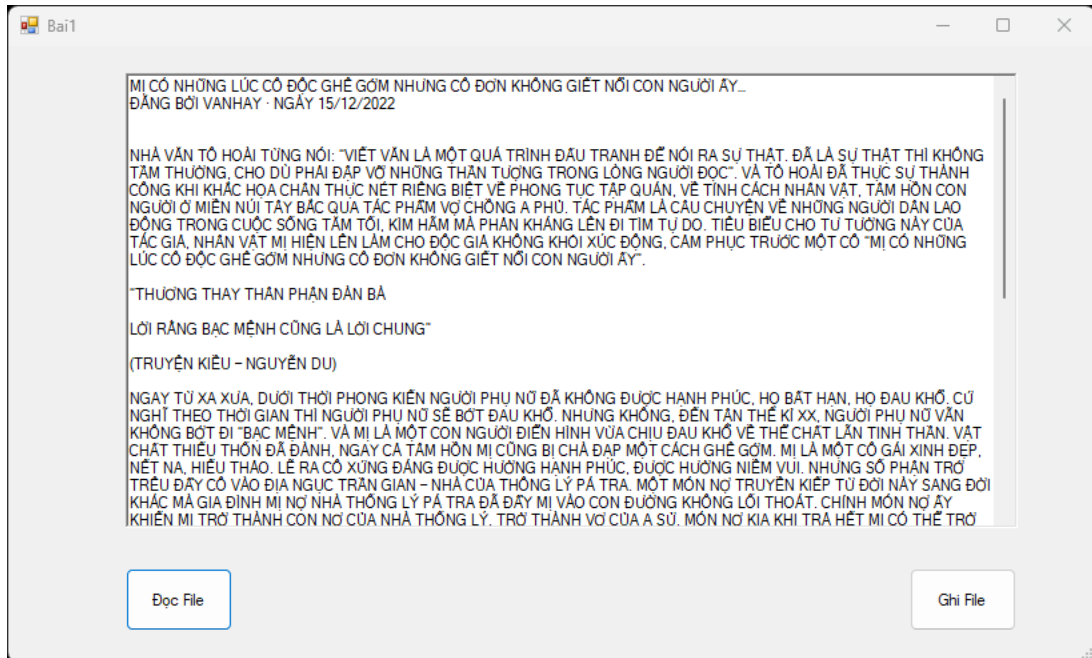 Bai1
MỊ CÓ NHỮNG LÚC CÔ ĐỘC GHÊ GỚM NHƯNG CÔ ĐƠN KHÔNG GIẾT NỔI CON NGƯỜI ẤY…
ĐĂNG BỞI VANHAY · NGÀY 15/12/2022
NHÀ VĂN TÔ HOÀI TỪNG NÓI: “VIẾT VĂN LÀ MỘT QUÁ TRÌNH ĐẤU TRANH ĐỂ NÓI RA SỰ THẬT. ĐÃ LÀ SỰ THẬT THÌ KHÔNG
TẦM THƯỜNG, CHO DÙ PHẢI ĐẬP VỠ NHỮNG THẦN TƯỢNG TRONG LÒNG NGƯỜI ĐỌC”. VÀ TÔ HOÀI ĐÃ THỰC SỰ THÀNH
CÔNG KHI KHẮC HỌA CHÂN THỰC NÉT RIÊNG BIỆT VỀ PHONG TỤC TẬP QUÁN, VỀ TÍNH CÁCH NHÂN VẬT, TÂM HỒN CON
NGƯỜI Ở MIỀN NÚI TÂY BẮC QUA TÁC PHẨM VỢ CHỒNG A PHỦ. TÁC PHẨM LÀ CÂU CHUYỆN VỀ NHỮNG NGƯỜI DÂN LAO
ĐỘNG TRONG CUỘC SỐNG TĂM TỐI, KÌM HÃM MÀ PHẢN KHÁNG LÊN ĐI TÌM TỰ DO. TIÊU BIỂU CHO TƯ TƯỞNG NÀY CỦA
TÁC GIẢ, NHÂN VẬT MỊ HIỆN LÊN LÀM CHO ĐỘC GIẢ KHÔNG KHỎI XÚC ĐỘNG, CẢM PHỤC TRƯỚC MỘT CÔ “MỊ CÓ NHỮNG
LÚC CÔ ĐỘC GHÊ GỚM NHƯNG CÔ ĐƠN KHÔNG GIẾT NỔI CON NGƯỜI ẤY”.
“THƯƠNG THAY THÂN PHẬN ĐÀN BÀ
LỜI RẰNG BẠC MỆNH CŨNG LÀ LỜI CHUNG”
(TRUYỆN KIỀU – NGUYỄN DU)
NGAY TỪ XA XƯA, DƯỚI THỜI PHONG KIẾN NGƯỜI PHỤ NỮ ĐÃ KHÔNG ĐƯỢC HẠNH PHÚC, HỌ BẤT HẠN, HỌ ĐAU KHỔ. CỨ
NGHĨ THEO THỜI GIAN THÌ NGƯỜI PHỤ NỮ SẼ BỚT ĐAU KHỔ. NHƯNG KHÔNG, ĐẾN TẬN THẾ KỈ XX, NGƯỜI PHỤ NỮ VẪN
KHÔNG BỚT ĐI “BẠC MỆNH”. VÀ MỊ LÀ MỘT CON NGƯỜI ĐIỂN HÌNH VỪA CHỊU ĐAU KHỔ VỀ THỂ CHẤT LẪN TINH THẦN. VẬT
CHẤT THIẾU THỐN ĐÃ ĐÀNH, NGAY CẢ TÂM HỒN MỊ CŨNG BỊ CHÀ ĐẠP MỘT CÁCH GHÊ GỚM. MỊ LÀ MỘT CÔ GÁI XINH ĐẸP,
NẾT NA, HIẾU THẢO. LẼ RA CÔ XỨNG ĐÁNG ĐƯỢC HƯỞNG HẠNH PHÚC, ĐƯỢC HƯỞNG NIỀM VUI. NHƯNG SỐ PHẬN TRỚ
TRÊU ĐẨY CÔ VÀO ĐỊA NGỤC TRẦN GIAN – NHÀ CỦA THỐNG LÝ PÁ TRA. MỘT MÓN NỢ TRUYỀN KIẾP TỪ ĐỜI NÀY SANG ĐỜI
KHÁC MÀ GIA ĐÌNH MỊ NỢ NHÀ THỐNG LÝ PÁ TRA ĐÃ ĐẨY MỊ VÀO CON ĐƯỜNG KHÔNG LỐI THOÁT. CHÍNH MÓN NỢ ẤY
KHIẾN MỊ TRỞ THÀNH CON NỢ CỦA NHÀ THỐNG LÝ, TRỞ THÀNH VỢ CỦA A SỬ. MÓN NỢ KIA KHI TRẢ HẾT MỊ CÓ THỂ TRỞ
Đọc File
Ghi File